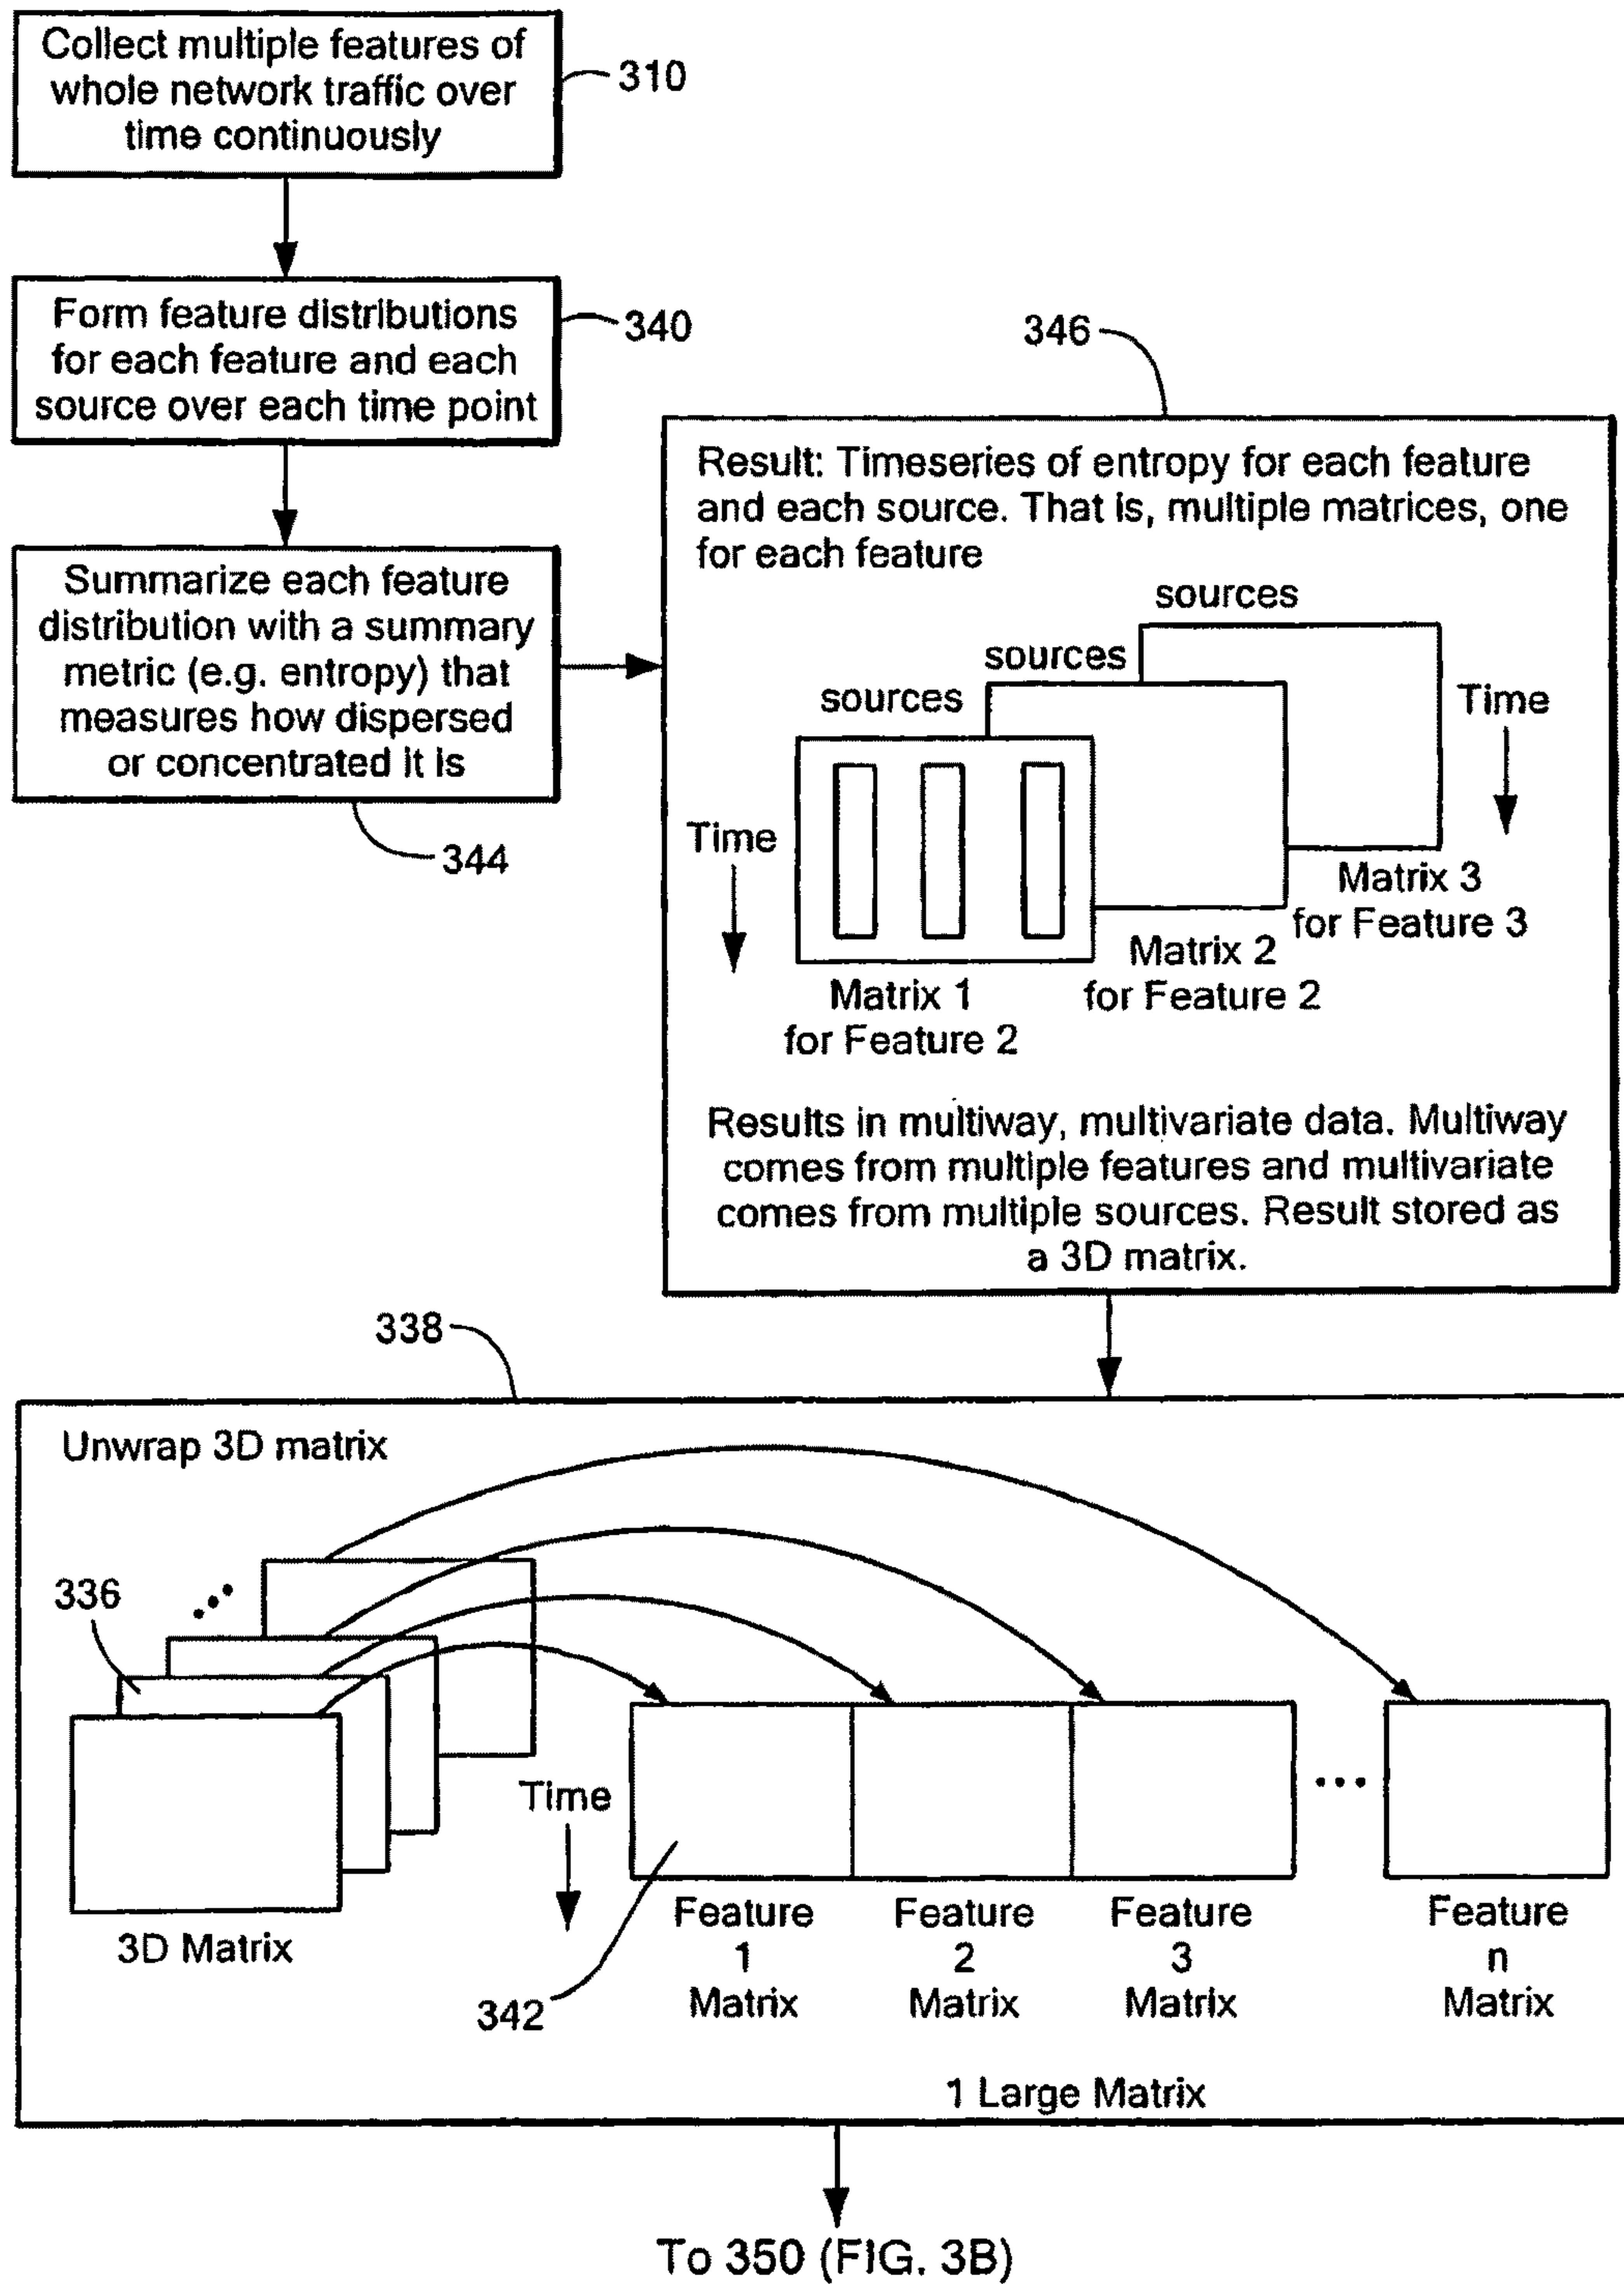 Collect multiple features of
whole network traffic over
time continuously
310
Form feature distributions
for each feature and each
source over each time point
340
Summarize each feature
distribution with a summary
metric (e.g. entropy) that
measures how dispersed
or concentrated it is
344
346
Result: Timeseries of entropy for each feature
and each source. That is, multiple matrices, one
for each feature
sources
sources
sources
Time
Time
Matrix 3
for Feature 3
Matrix 2
for Feature 2
Matrix 1
for Feature 2
Results in multiway, multivariate data. Multiway
comes from multiple features and multivariate
comes from multiple sources. Result stored as
a 3D matrix.
338
Unwrap 3D matrix
336
3D Matrix
Time
342
Feature
1
Matrix
Feature
2
Matrix
Feature
3
Matrix
Feature
n
Matrix
1 Large Matrix
To 350 (FIG. 3B)